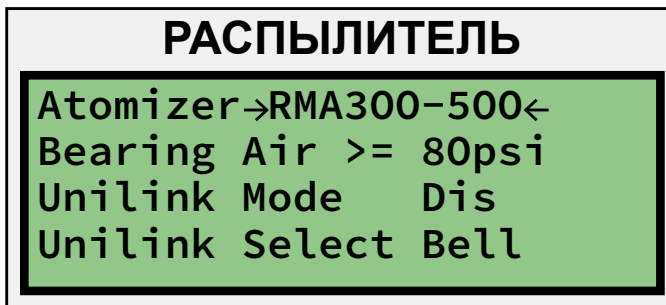 РАСПЫЛИТЕЛЬ
Atomizer→RMA300-500←
Bearing Air >= 80psi
Unilink Mode Dis
Unilink Select Bell